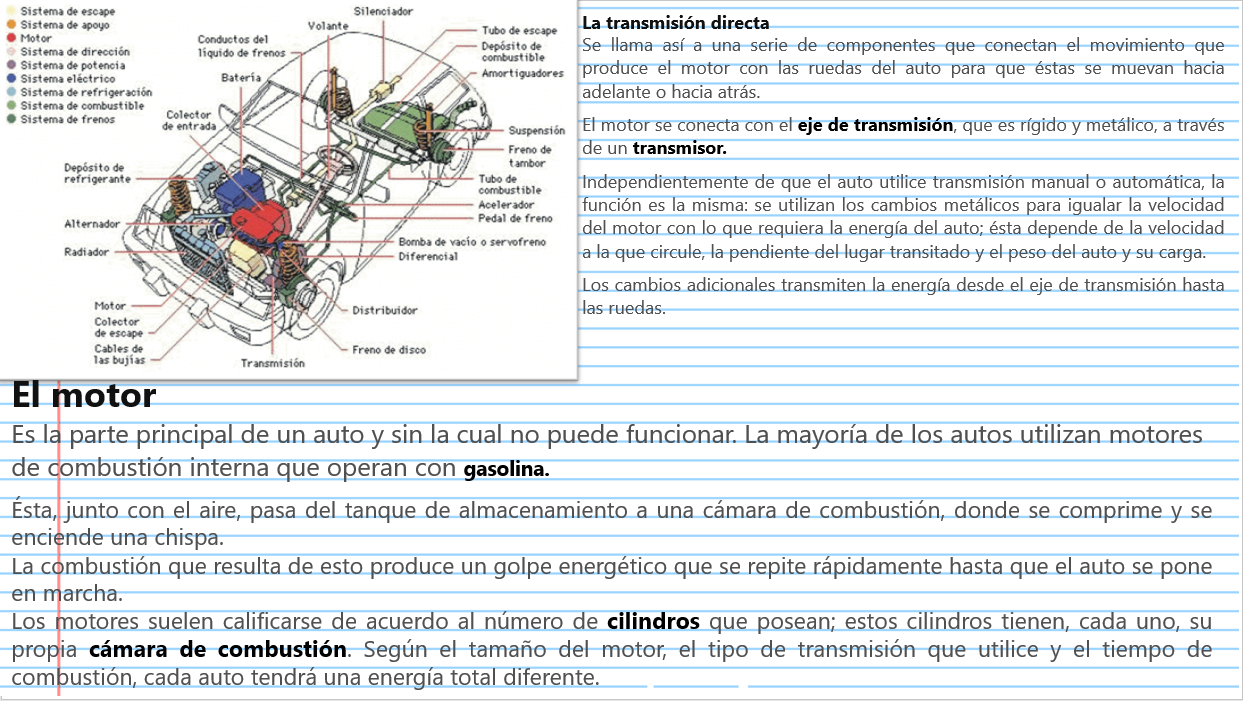 Sistema de escape
Sistema de apoyo
Motor
Sistema de dirección
Sistema de potencia
Sistema eléctrico
Sistema de refrigeración
Sistema de combustible
Sistema de frenos
Silenciador
Volante
Conductos del
líquido de frenos
Batería
Colector
de entrada
Depósito de
refrigerante
Alternador
Radiador
Motor
Colector
de escape
Cables de
las bujías
Transmisión
Tubo de escape
Depósito de
combustible
Amortiguadores
Suspensión
Freno de
tambor
Tubo de
combustible
Acelerador
Pedal de freno
Bomba de vacío o servofreno
Diferencial
Distribuidor
Freno de disco
La transmisión directa
Se llama así a una serie de componentes que conectan el movimiento que
produce el motor con las ruedas del auto para que éstas se muevan hacia
adelante o hacia atrás.
El motor se conecta con el eje de transmisión, que es rígido y metálico, a través
de un transmisor.
Independientemente de que el auto utilice transmisión manual o automática, la
función es la misma: se utilizan los cambios metálicos para igualar la velocidad
del motor con lo que requiera la energía del auto; ésta depende de la velocidad
a la que circule, la pendiente del lugar transitado y el peso del auto y su carga.
Los cambios adicionales transmiten la energía desde el eje de transmisión hasta
las ruedas.
El motor
Es la parte principal de un auto y sin la cual no puede funcionar. La mayoría de los autos utilizan motores
de combustión interna que operan con gasolina.
Ésta, junto con el aire, pasa del tanque de almacenamiento a una cámara de combustión, donde se comprime y se
enciende una chispa.
La combustión que resulta de esto produce un golpe energético que se repite rápidamente hasta que el auto se pone
en marcha.
Los motores suelen calificarse de acuerdo al número de cilindros que posean; estos cilindros tienen, cada uno, su
propia cámara de combustión. Según el tamaño del motor, el tipo de transmisión que utilice y el tiempo de
combustión, cada auto tendrá una energía total diferente.